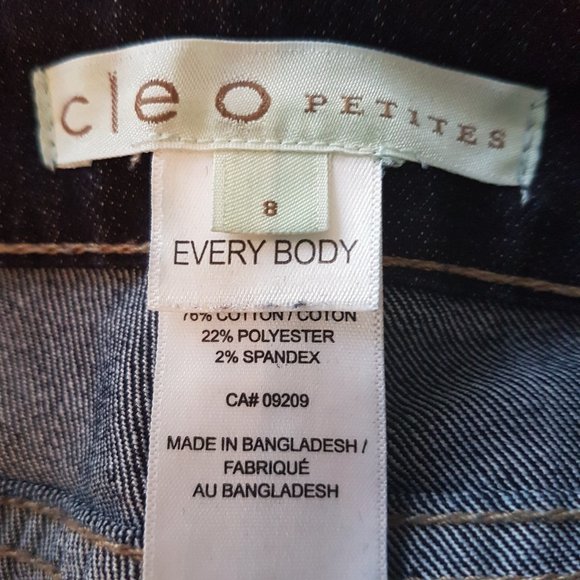 cleo PETITES
8
EVERY BODY
76% COTTON / COTON
22% POLYESTER
2% SPANDEX
CA# 09209
MADE IN BANGLADESH /
FABRIQUÉ
AU BANGLADESH